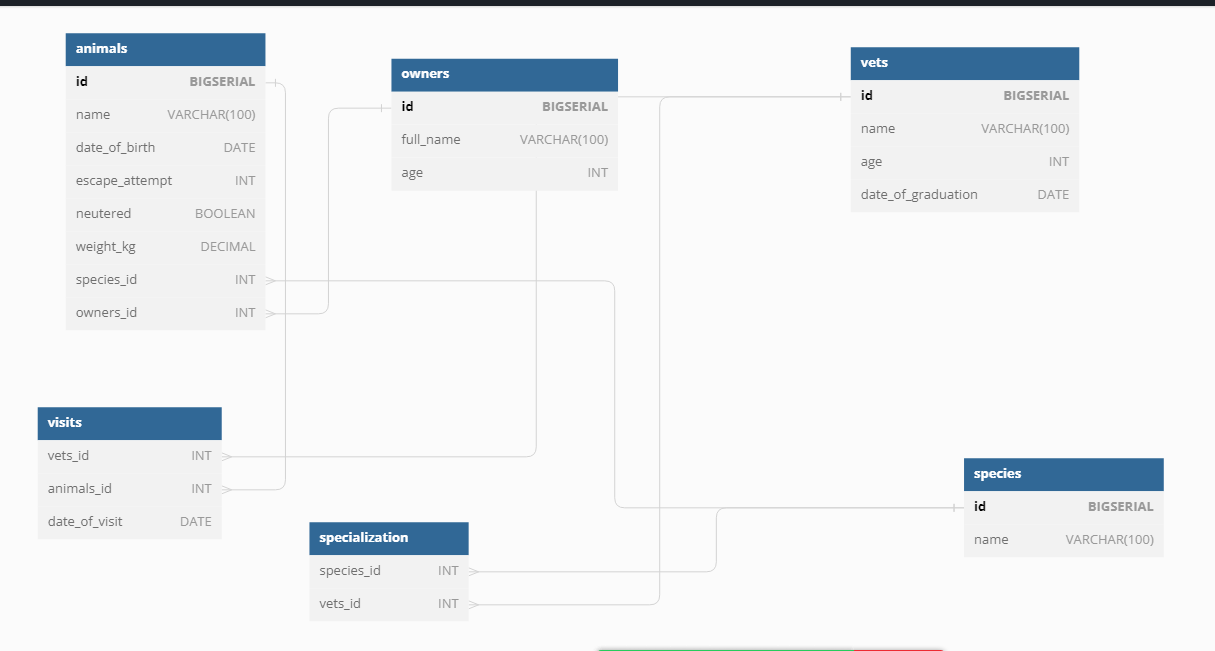 animals
id BIGSERIAL
name VARCHAR(100)
date_of_birth DATE
escape_attempt INT
neutered BOOLEAN
weight_kg DECIMAL
species_id INT
owners_id INT
owners
id BIGSERIAL
full_name VARCHAR(100)
age INT
vets
id BIGSERIAL
name VARCHAR(100)
age INT
date_of_graduation DATE
visits
vets_id INT
animals_id INT
date_of_visit DATE
specialization
species_id INT
vets_id INT
species
id BIGSERIAL
name VARCHAR(100)